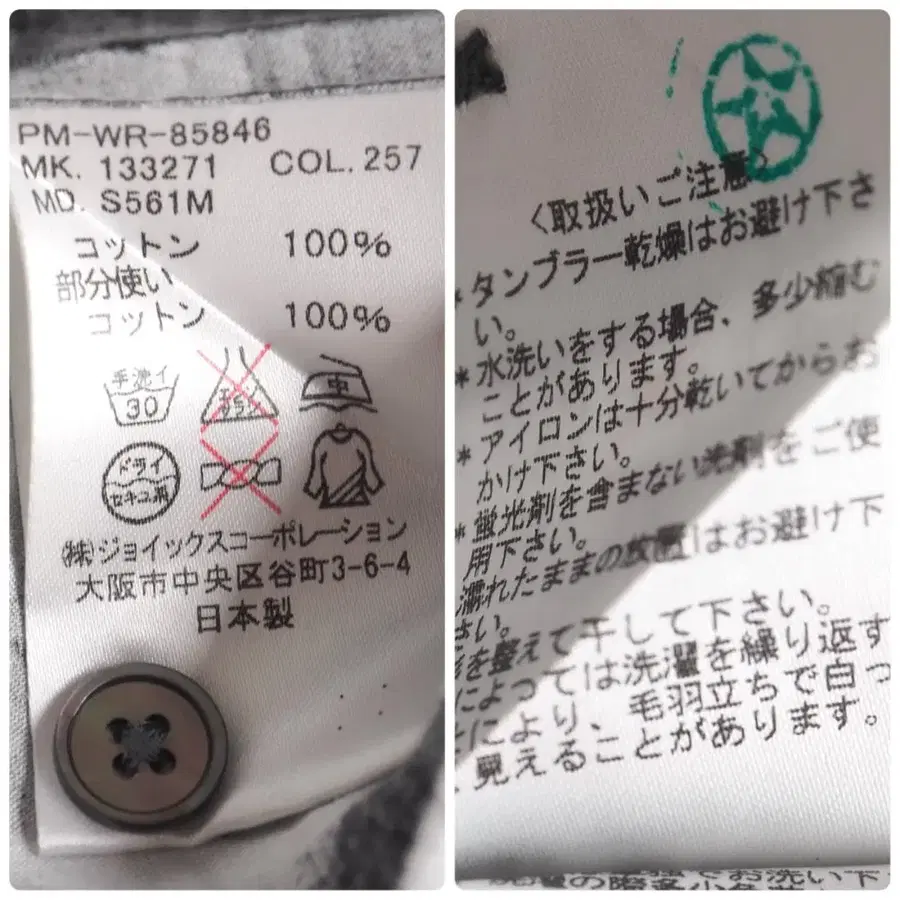 PM-WR-85846
MK. 133271 COL. 257
MD. S561M
コットン 100%
部分使い
コットン 100%
手洗イ
30
エンソ
サラシ
中
ドライ
セキユ系
㈱ジョイックスコーポレーション
大阪市中央区谷町3-6-4
日本製
〈取扱いご注意〉
*タンブラー乾燥はお避け下さ
い。
*水洗いをする場合、多少縮む
ことがあります。
*アイロンは十分乾いてからお
かけ下さい。
*蛍光剤を含まない洗剤をご使
用下さい。
濡れたままの放置はお避け下
さい。
を整えて干して下さい。
によっては洗濯を繰り返す
により、毛羽立ちで白っ
見えることがあります。